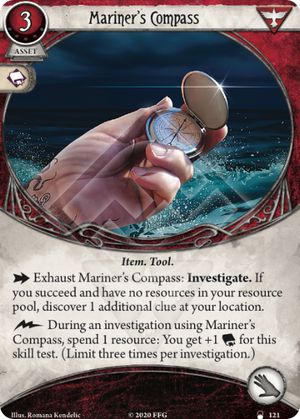 Mariner's Compass
3
ASSET
Item. Tool.
Exhaust Mariner's Compass: Investigate. If
you succeed and have no resources in your resource
pool, discover 1 additional clue at your location.
During an investigation using Mariner's
Compass, spend 1 resource: You get +1 for
this skill test. (Limit three times per investigation.)
Illus. Romana Kendelic © 2020 FFG 121